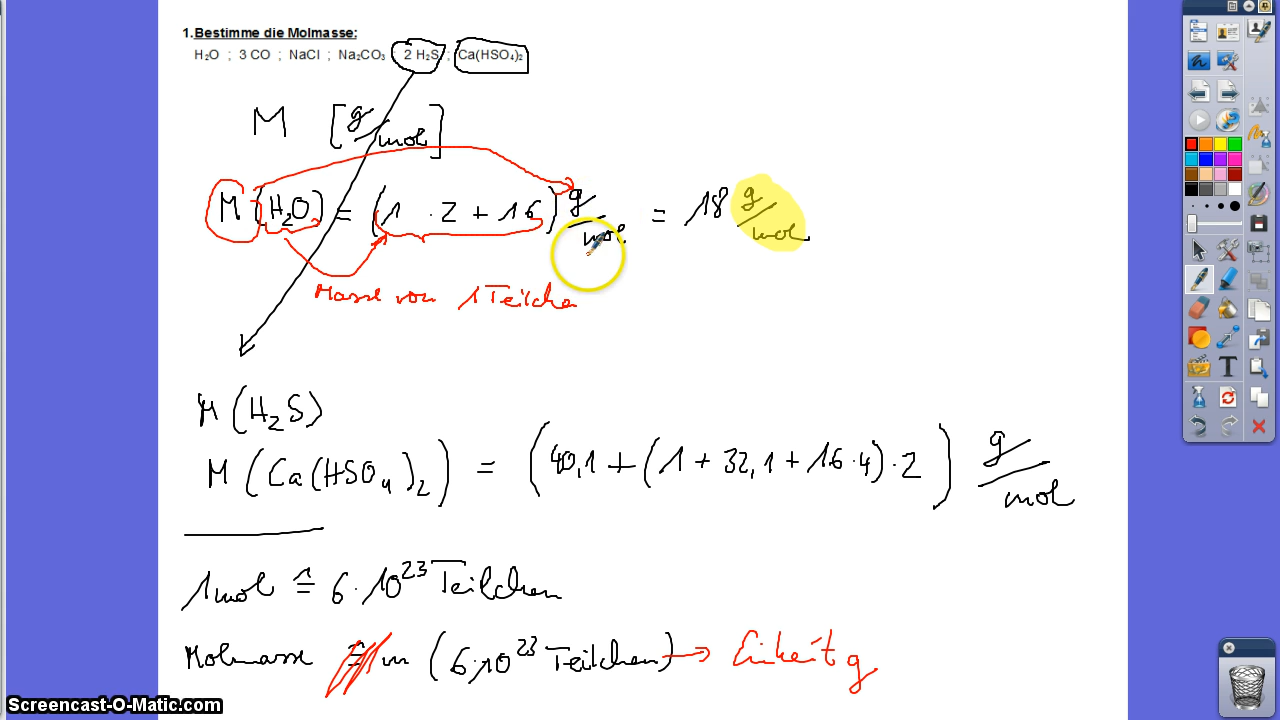 1.Bestimme die Molmasse:
H₂O ; 3 CO ; NaCl ; Na₂CO₃ ; 2 H₂S ; Ca(HSO₄)₂
M [g/mol]
M (H₂O) = (1 · 2 + 16) g/mol = 18 g/mol
Masse von 1 Teilchen
M (H₂S)
M (Ca(HSO₄)₂) = (40,1 + (1 + 32,1 + 16 · 4) · 2) g/mol
1 mol ≙ 6 · 10²³ Teilchen
Molmasse ≙ m (6 · 10²³ Teilchen) → Einheit g
Screencast-O-Matic.com